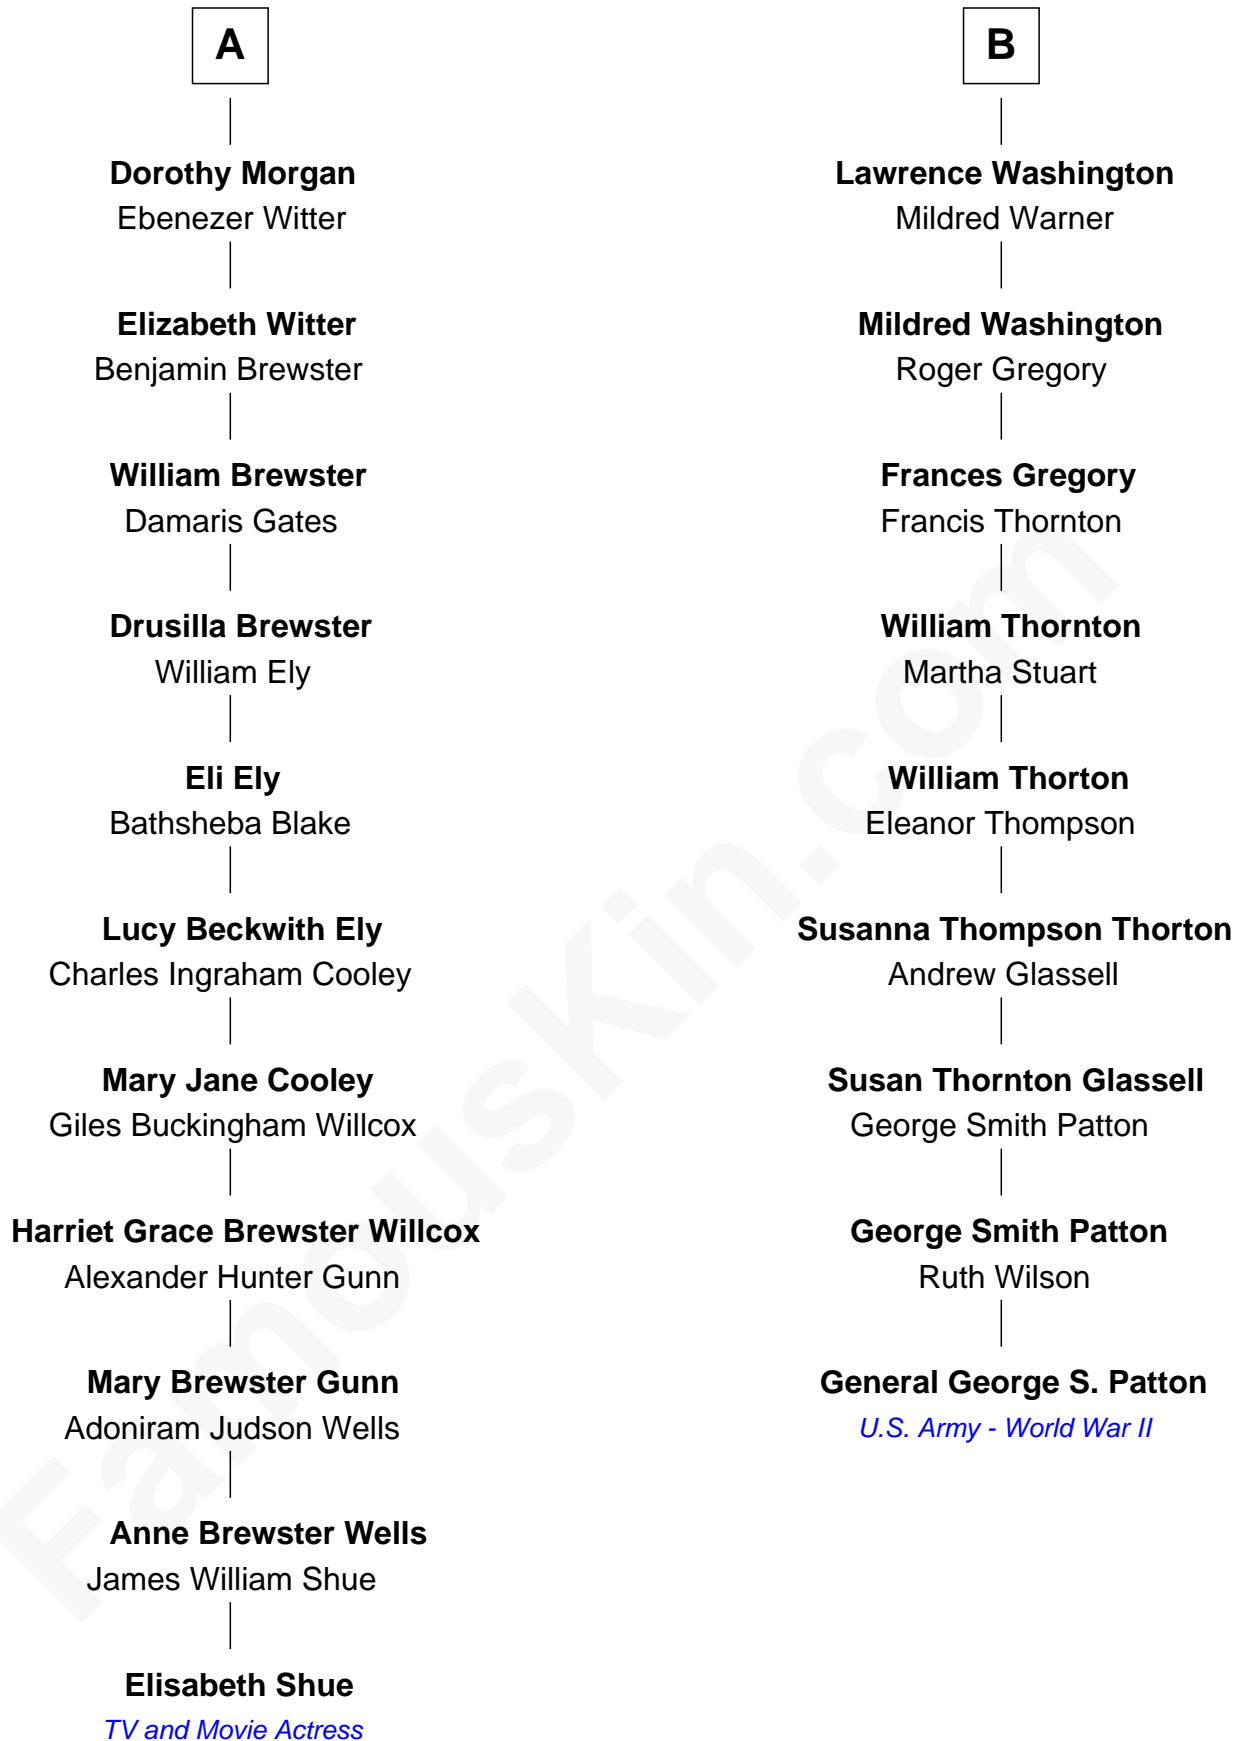 A
Dorothy Morgan
Ebenezer Witter
Elizabeth Witter
Benjamin Brewster
William Brewster
Damaris Gates
Drusilla Brewster
William Ely
Eli Ely
Bathsheba Blake
Lucy Beckwith Ely
Charles Ingraham Cooley
Mary Jane Cooley
Giles Buckingham Willcox
Harriet Grace Brewster Willcox
Alexander Hunter Gunn
Mary Brewster Gunn
Adoniram Judson Wells
Anne Brewster Wells
James William Shue
Elisabeth Shue
TV and Movie Actress
B
Lawrence Washington
Mildred Warner
Mildred Washington
Roger Gregory
Frances Gregory
Francis Thornton
William Thornton
Martha Stuart
William Thorton
Eleanor Thompson
Susanna Thompson Thorton
Andrew Glassell
Susan Thornton Glassell
George Smith Patton
George Smith Patton
Ruth Wilson
General George S. Patton
U.S. Army - World War II
FamousKin.com